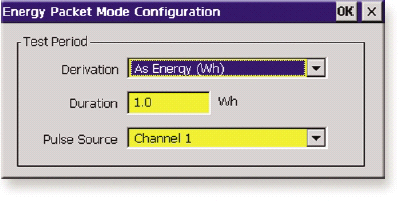 Energy Packet Mode Configuration OK ×
Test Period
Derivation As Energy (Wh)
Duration 1.0 Wh
Pulse Source Channel 1